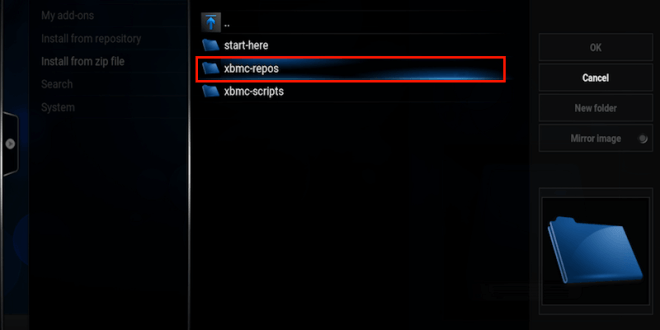 My add-ons
Install from repository
Install from zip file
Search
System
..
start-here
xbmc-repos
xbmc-scripts
OK
Cancel
New folder
Mirror image